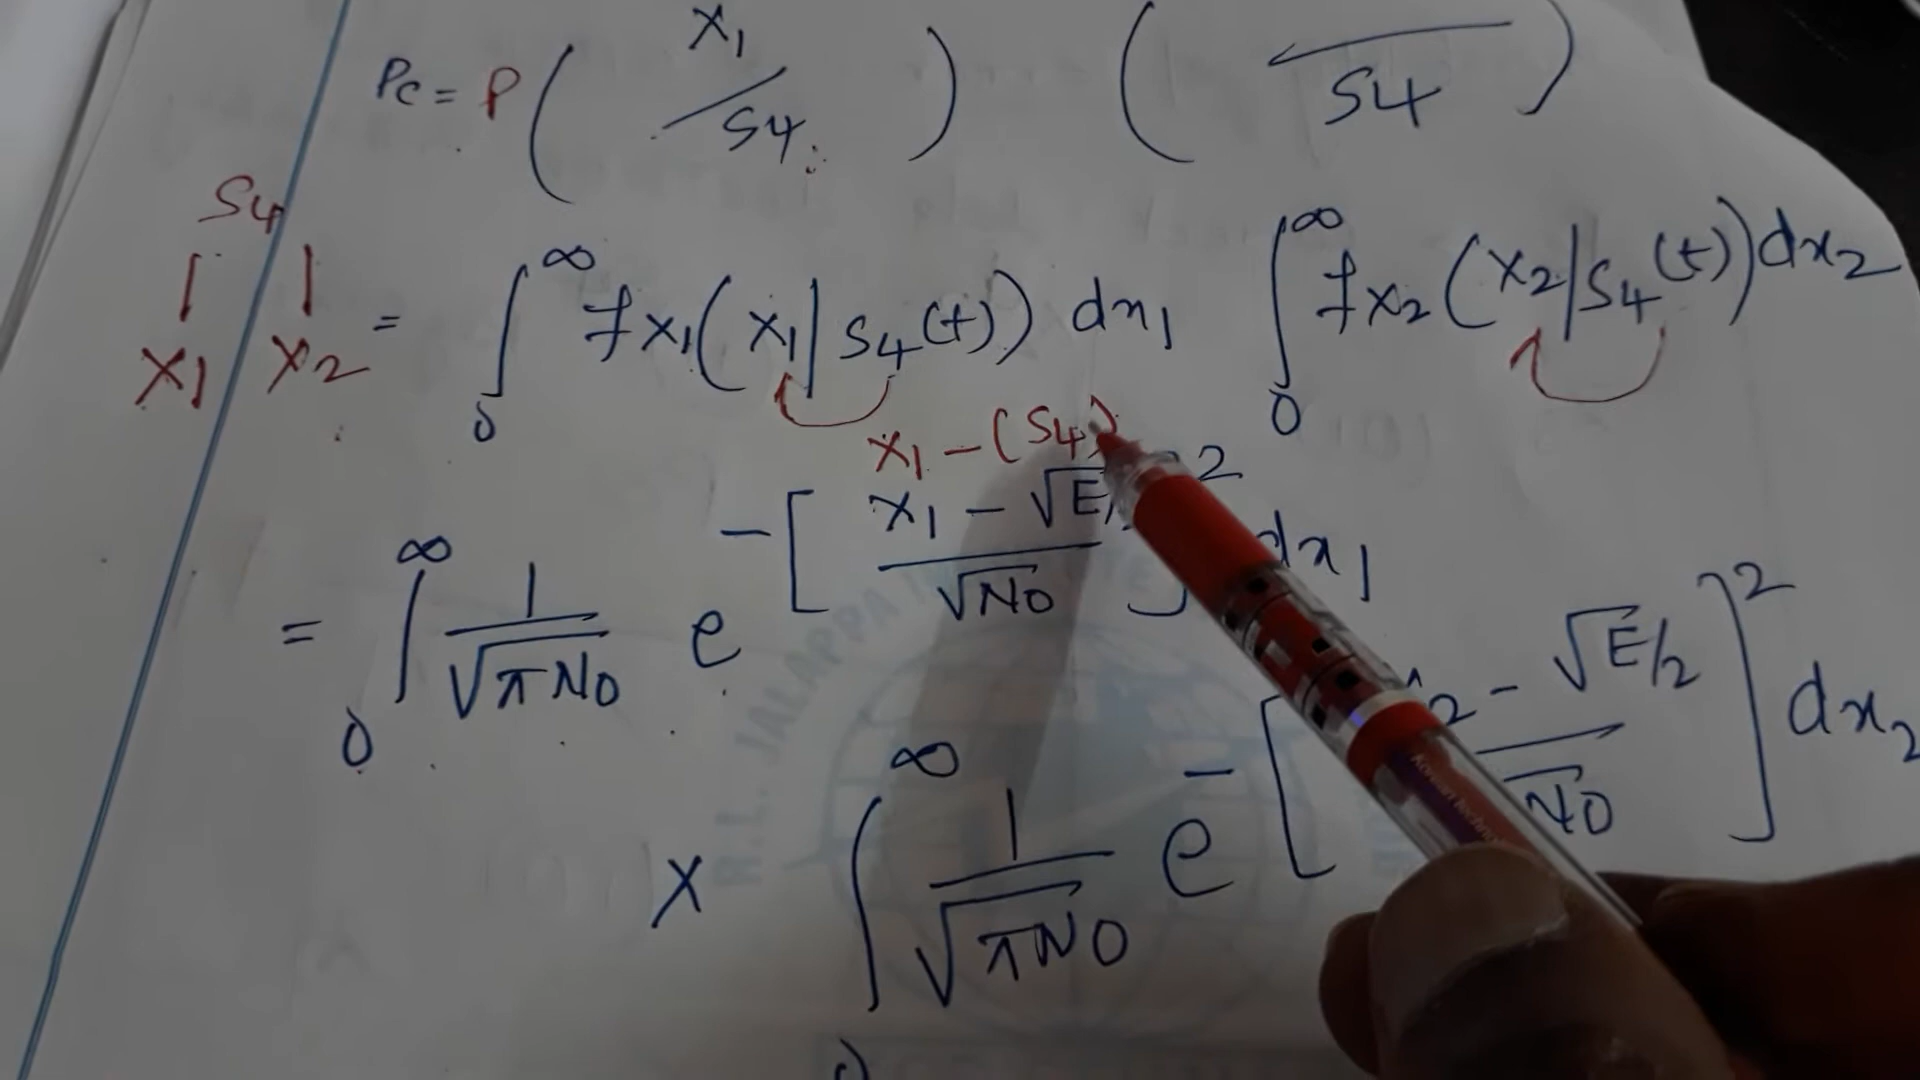 Pc = P ( X1 / S4 ) ( / S4 )
S4
X1 X2
= ∫0^∞ fx1 (x1 | s4(t)) dx1 ∫0^∞ fx2 (x2 | s4(t)) dx2
x1 - (S4)
= ∫0^∞ 1/√πN0 e -[ x1 - √E / √N0 ]^2 dx1
X ∫ ∞ 1/√πN0 e -[ 2 - √E/2 / √N0 ]^2 dx2
R.L. JALAPPA